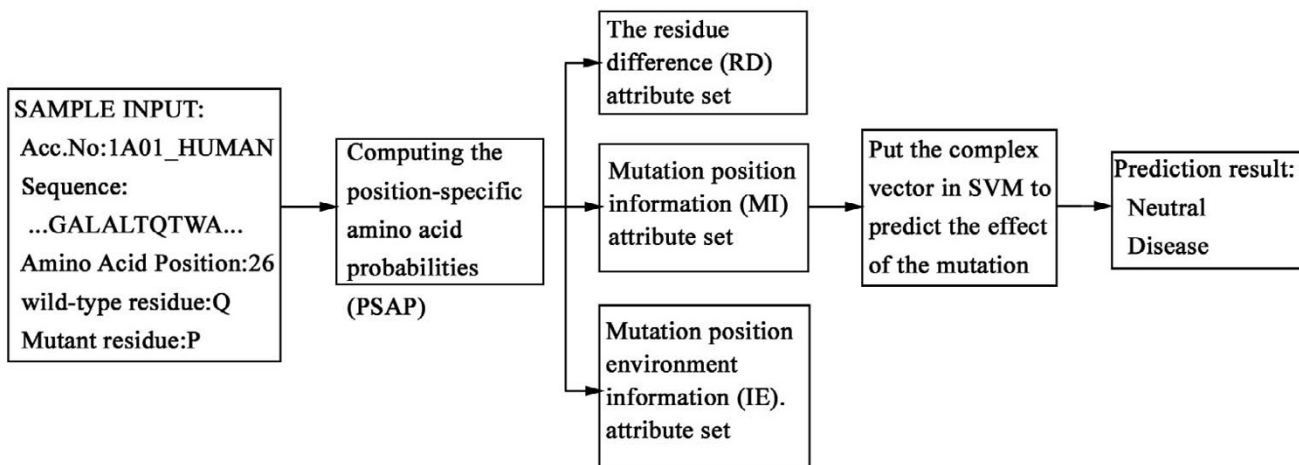 SAMPLE INPUT:
Acc.No:1A01_HUMAN
Sequence:
...GALALTQTWA...
Amino Acid Position:26
wild-type residue:Q
Mutant residue:P
Computing the
position-specific
amino acid
probabilities
(PSAP)
The residue
difference (RD)
attribute set
Mutation position
information (MI)
attribute set
Mutation position
environment
information (IE).
attribute set
Put the complex
vector in SVM to
predict the effect
of the mutation
Prediction result:
Neutral
Disease